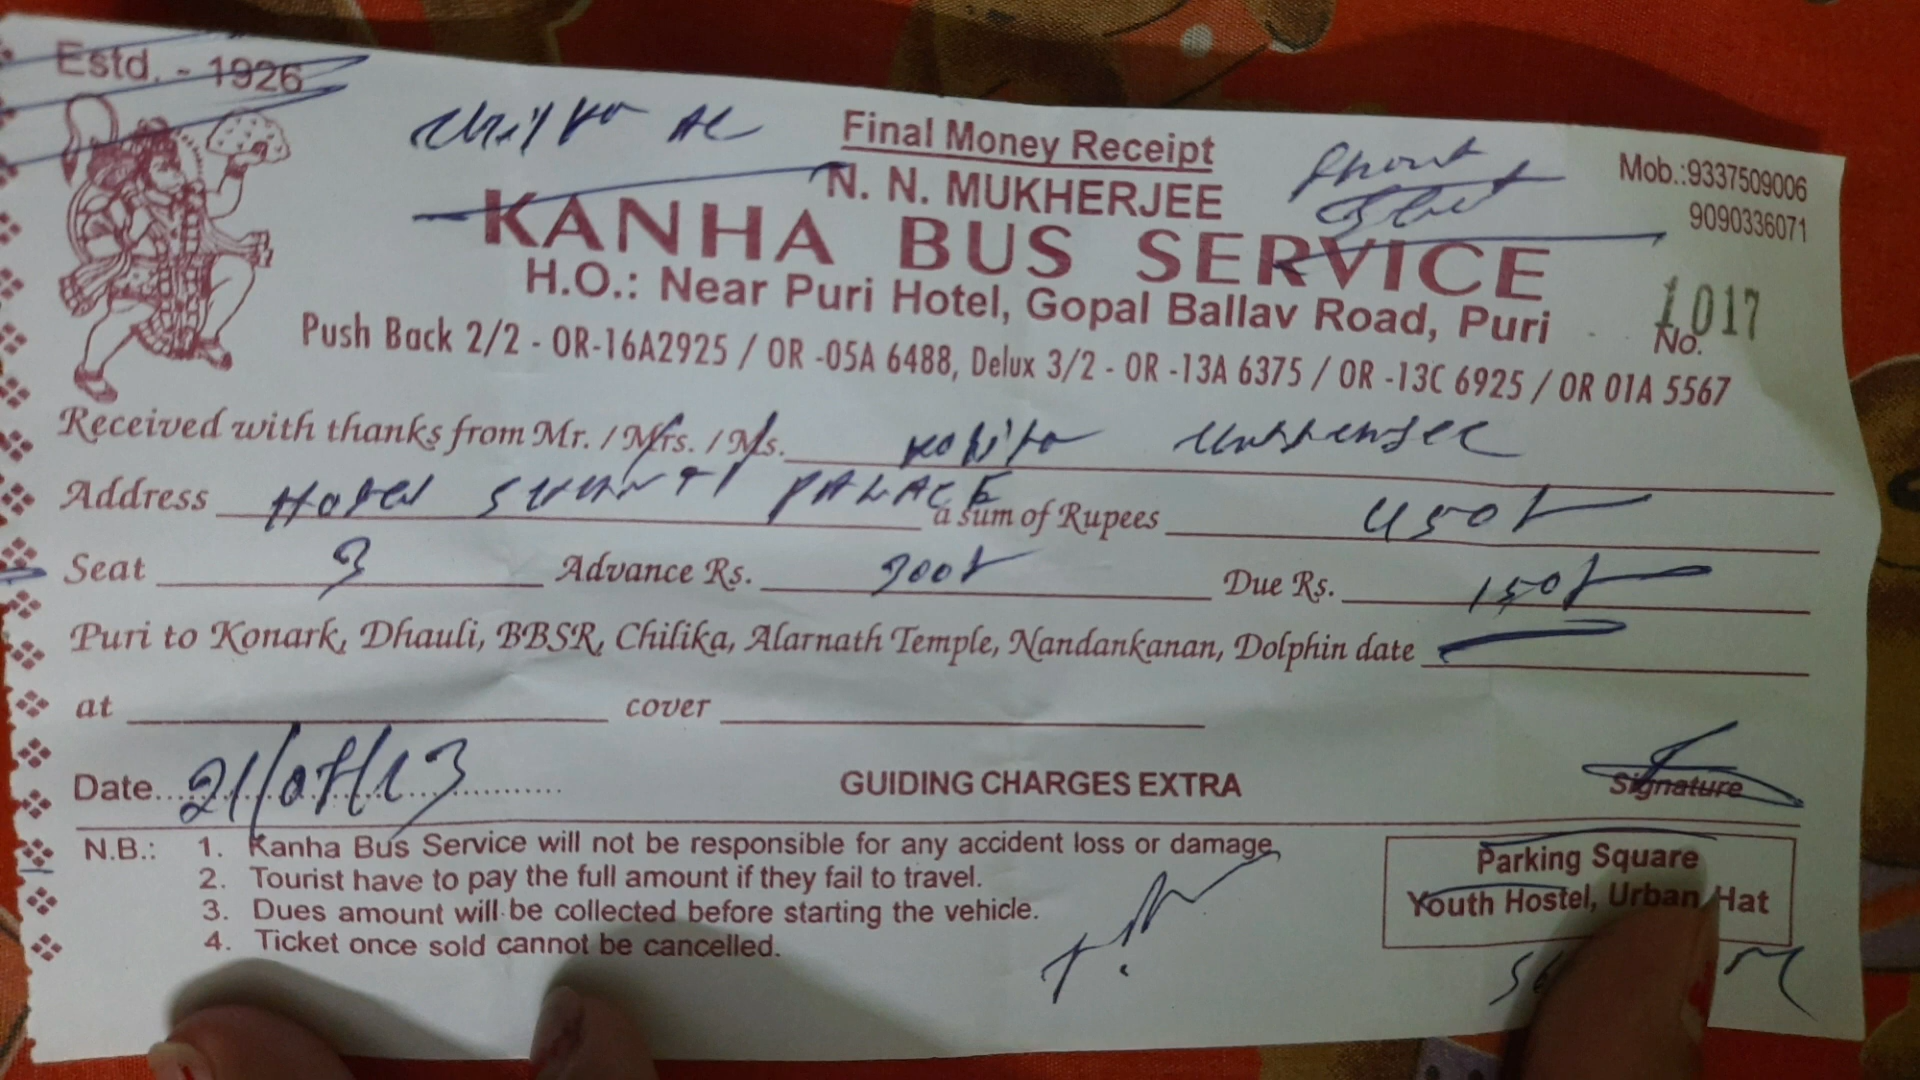 Estd. - 1926
AC
Final Money Receipt
Mob.:9337509006
9090336071
N. N. MUKHERJEE
KANHA BUS SERVICE
H.O.: Near Puri Hotel, Gopal Ballav Road, Puri
No. 1017
Push Back 2/2 - OR-16A2925 / OR -05A 6488, Delux 3/2 - OR -13A 6375 / OR -13C 6925 / OR 01A 5567
Received with thanks from Mr. / Mrs. / Ms.
Address Hotel PALACE a sum of Rupees 450/-
Seat 3 Advance Rs. 300/- Due Rs. 150/-
Puri to Konark, Dhauli, BBSR, Chilika, Alarnath Temple, Nandankanan, Dolphin date
at cover
Date
GUIDING CHARGES EXTRA
Signature
N.B.: 1. Kanha Bus Service will not be responsible for any accident loss or damage
2. Tourist have to pay the full amount if they fail to travel.
3. Dues amount will be collected before starting the vehicle.
4. Ticket once sold cannot be cancelled.
Parking Square
Youth Hostel, Urban Hat